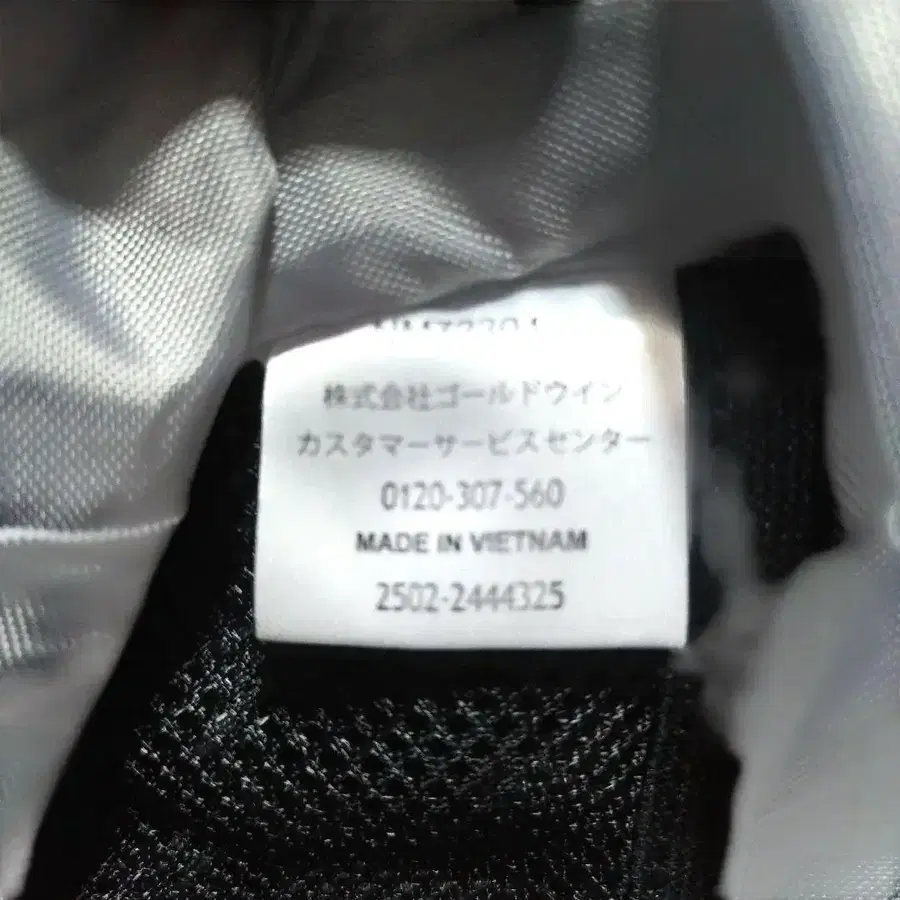 株式会社ゴールドウイン
カスタマーサービスセンター
0120-307-560
MADE IN VIETNAM
2502-2444325